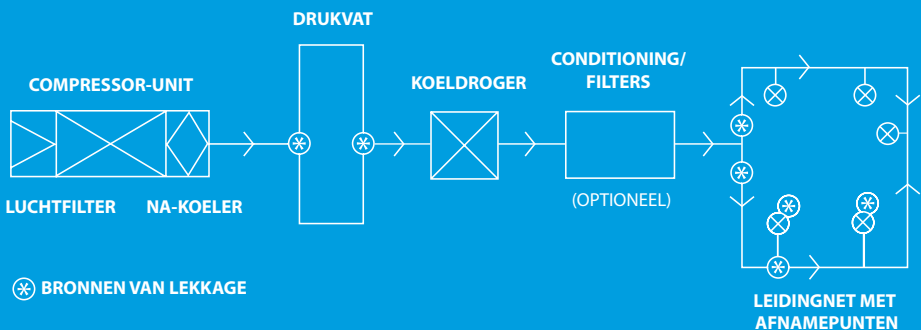 DRUKVAT
COMPRESSOR-UNIT
KOELDROGER
CONDITIONING/
FILTERS
LUCHTFILTER
NA-KOELER
(OPTIONEEL)
BRONNEN VAN LEKKAGE
LEIDINGNET MET
AFNAMEPUNTEN